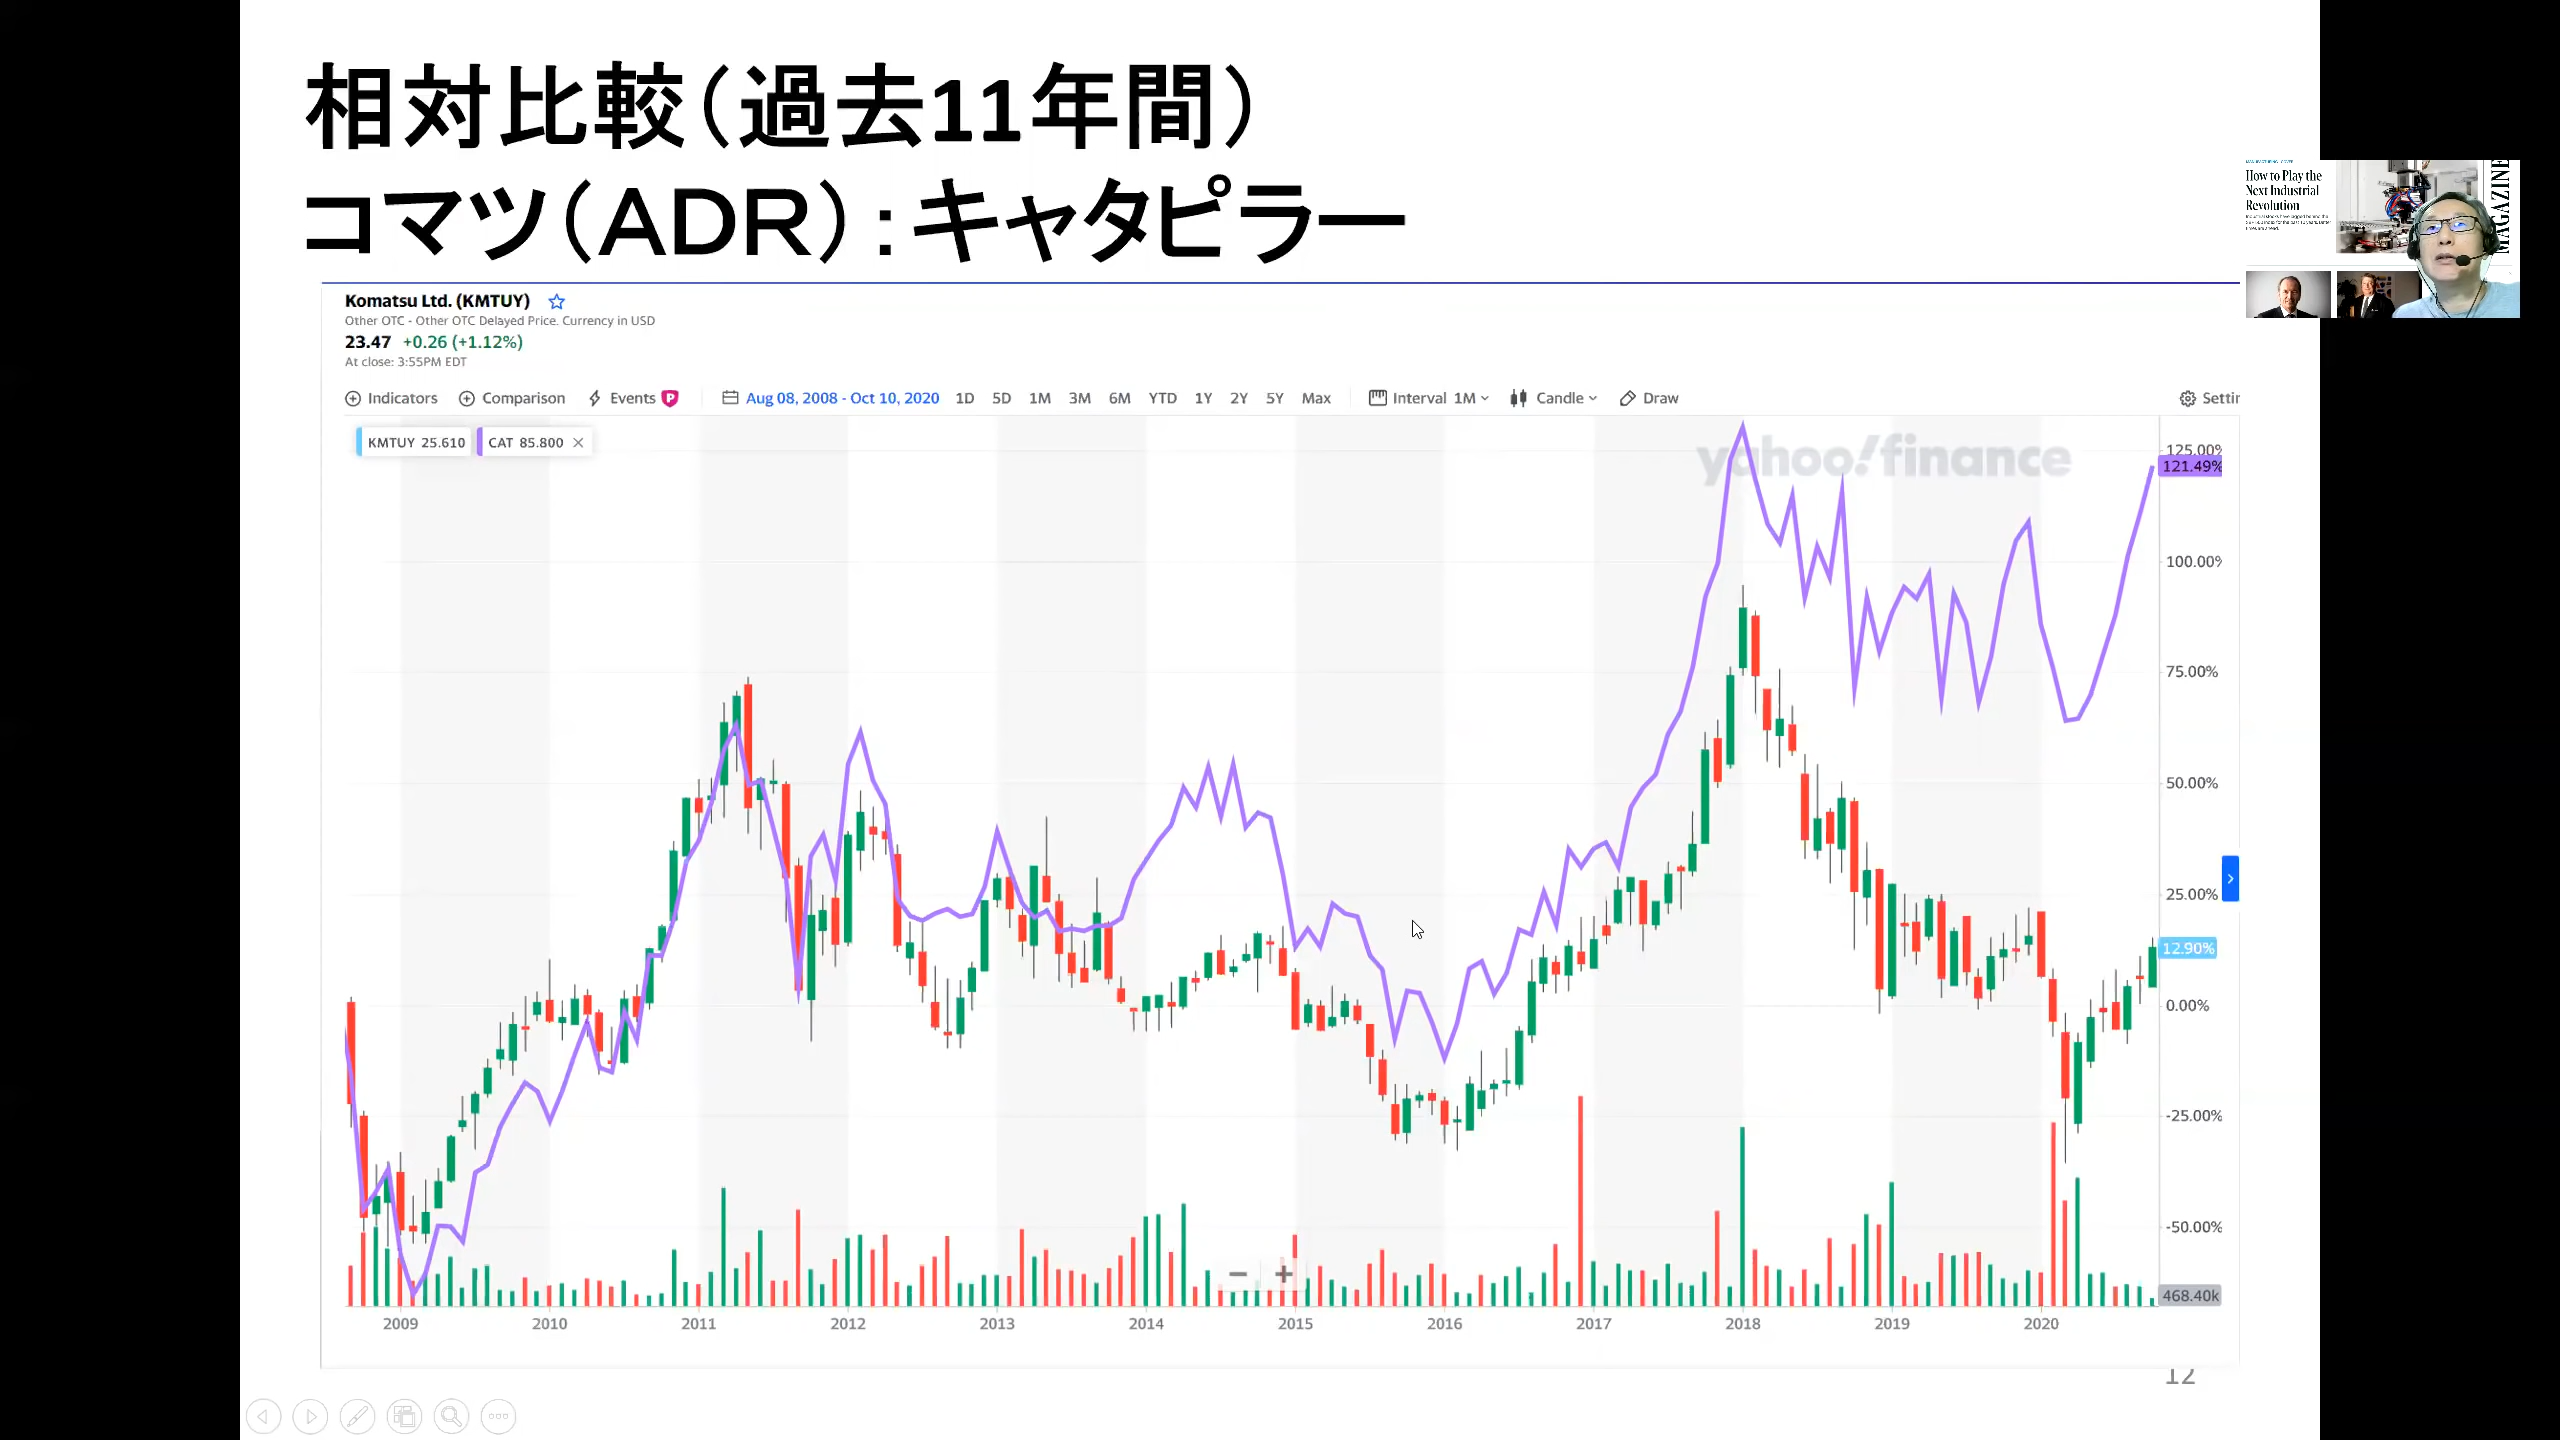 相対比較（過去11年間）
コマツ（ADR）：キャタピラー
MANUFACTURING COVER
How to Play the
Next Industrial
Revolution
MAGAZINE
Komatsu Ltd. (KMTUY)
Other OTC - Other OTC Delayed Price. Currency in USD
23.47 +0.26 (+1.12%)
At close: 3:55PM EDT
Indicators Comparison Events P Aug 08, 2008 - Oct 10, 2020 1D 5D 1M 3M 6M YTD 1Y 2Y 5Y Max Interval 1M Candle Draw Settin
KMTUY 25.610 CAT 85.800
yahoo!finance
125.00%
121.49%
100.00%
75.00%
50.00%
25.00%
12.90%
0.00%
-25.00%
-50.00%
468.40k
2009 2010 2011 2012 2013 2014 2015 2016 2017 2018 2019 2020
12